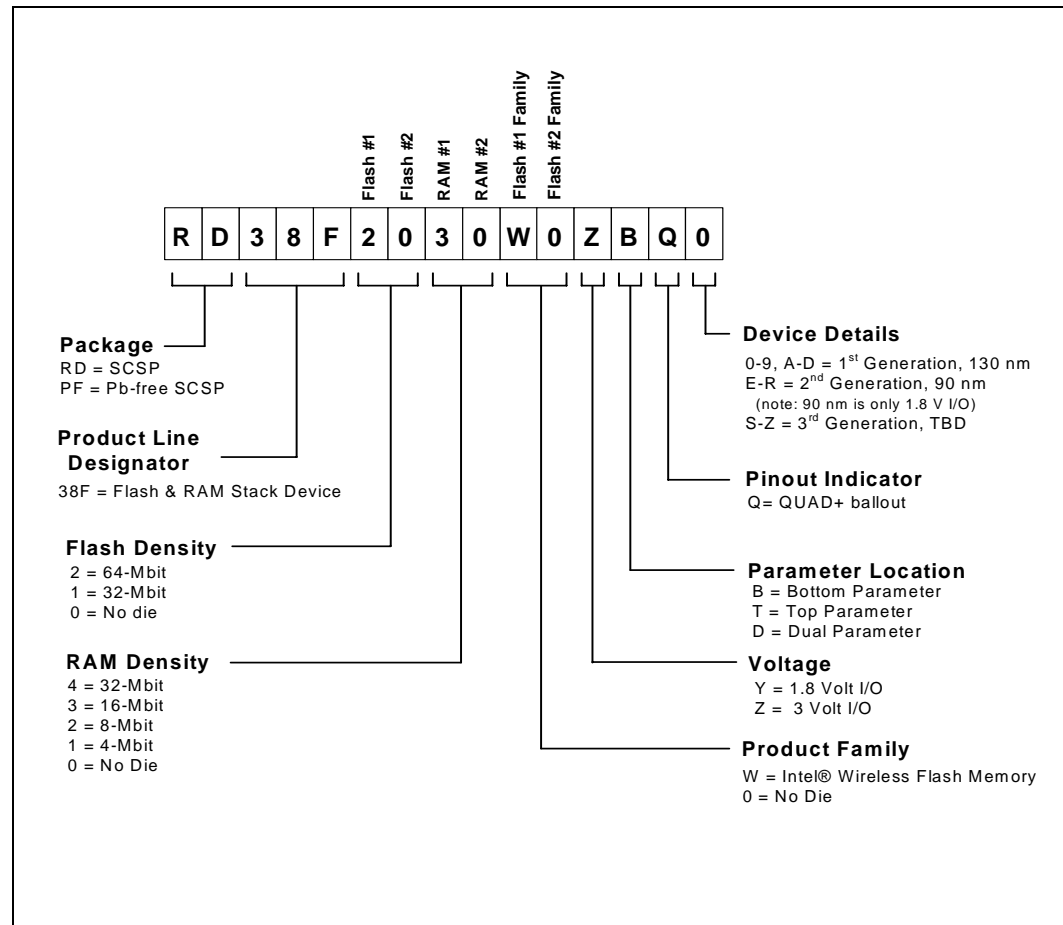 Flash #1
Flash #2
RAM #1
RAM #2
Flash #1 Family
Flash #2 Family
R D 3 8 F 2 0 3 0 W 0 Z B Q 0
Package
RD = SCSP
PF = Pb-free SCSP
Product Line
Designator
38F = Flash & RAM Stack Device
Flash Density
2 = 64-Mbit
1 = 32-Mbit
0 = No die
RAM Density
4 = 32-Mbit
3 = 16-Mbit
2 = 8-Mbit
1 = 4-Mbit
0 = No Die
Device Details
0-9, A-D = 1st Generation, 130 nm
E-R = 2nd Generation, 90 nm
(note: 90 nm is only 1.8 V I/O)
S-Z = 3rd Generation, TBD
Pinout Indicator
Q= QUAD+ ballout
Parameter Location
B = Bottom Parameter
T = Top Parameter
D = Dual Parameter
Voltage
Y = 1.8 Volt I/O
Z = 3 Volt I/O
Product Family
W = Intel® Wireless Flash Memory
0 = No Die